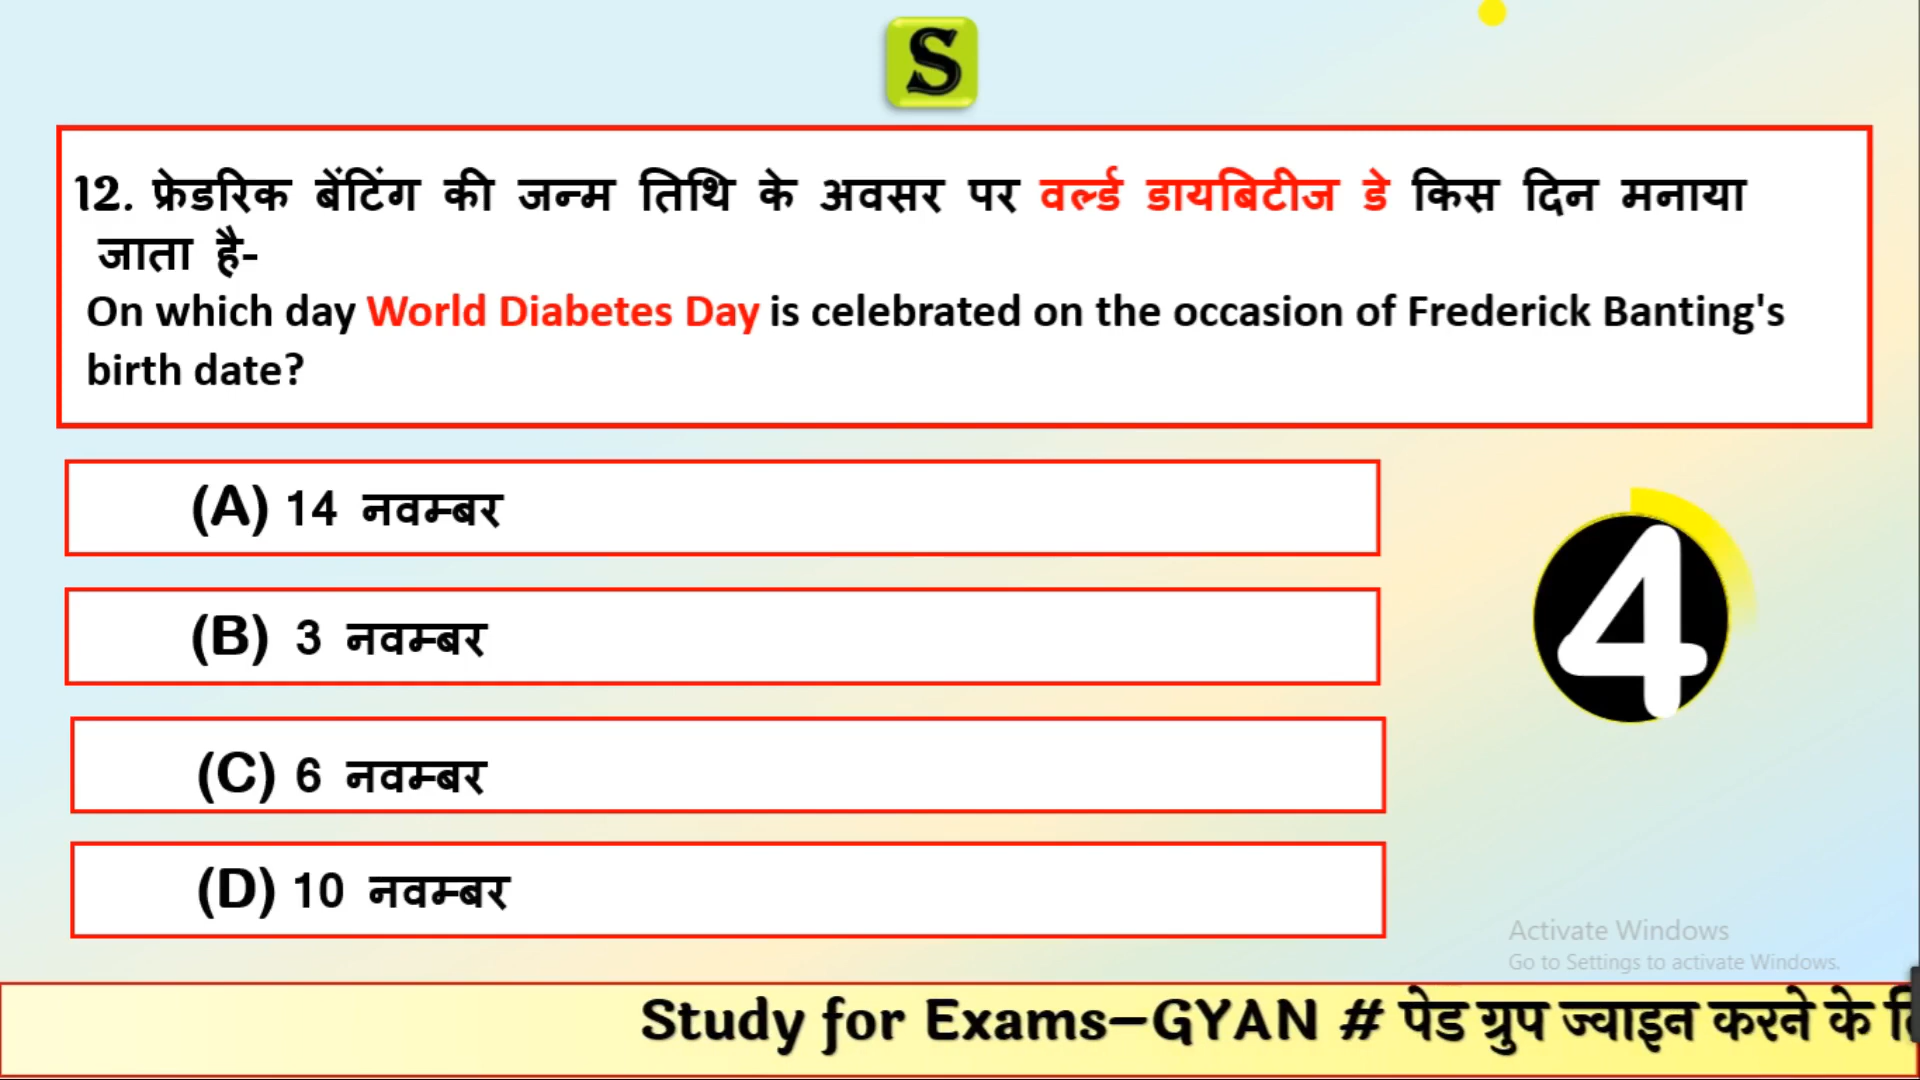 S
12. फ्रेडरिक बेंटिंग की जन्म तिथि के अवसर पर वर्ल्ड डायबिटीज डे किस दिन मनाया
जाता है-
On which day World Diabetes Day is celebrated on the occasion of Frederick Banting's
birth date?
(A) 14 नवम्बर
(B) 3 नवम्बर
(C) 6 नवम्बर
(D) 10 नवम्बर
4
Activate Windows
Go to Settings to activate Windows.
Study for Exams–GYAN # पेड ग्रुप ज्वाइन करने के